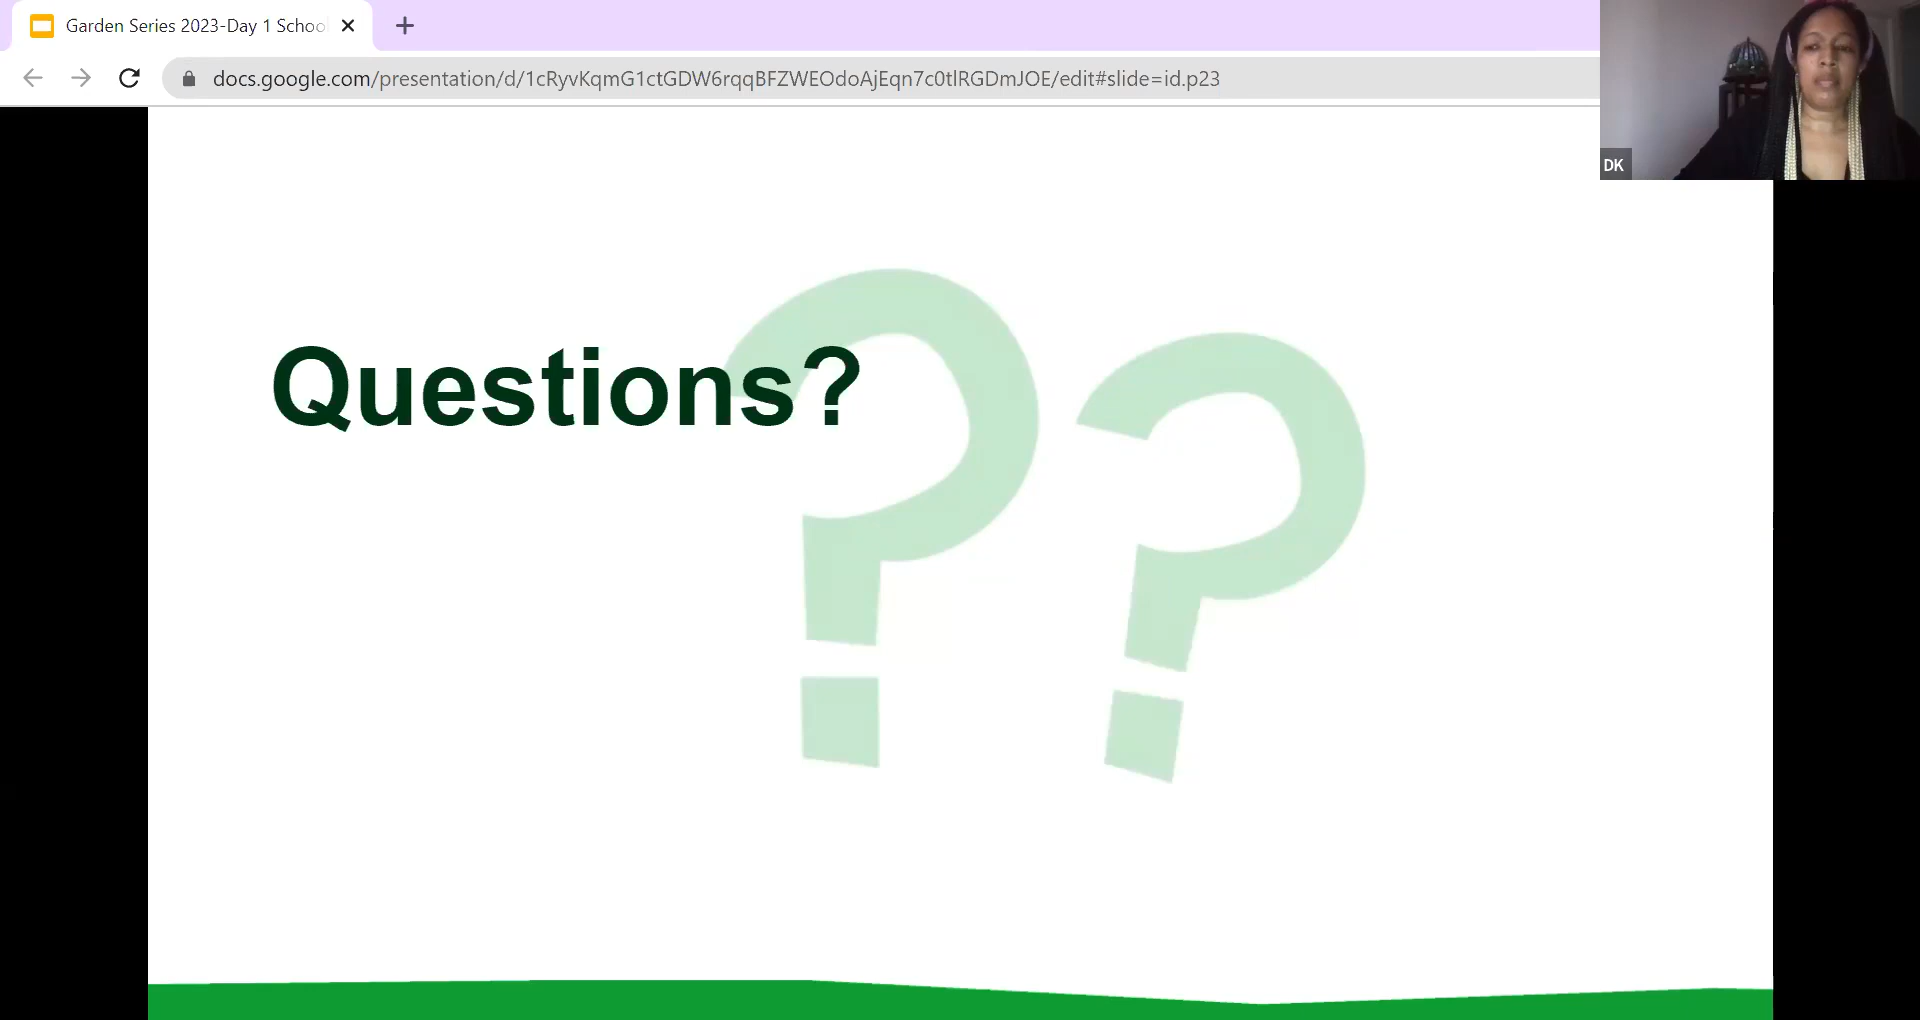 Garden Series 2023-Day 1 Schoo
docs.google.com/presentation/d/1cRyvKqmG1ctGDW6rqqBFZWEOdoAjEqn7c0tlRGDmJOE/edit#slide=id.p23
DK
Questions?
??